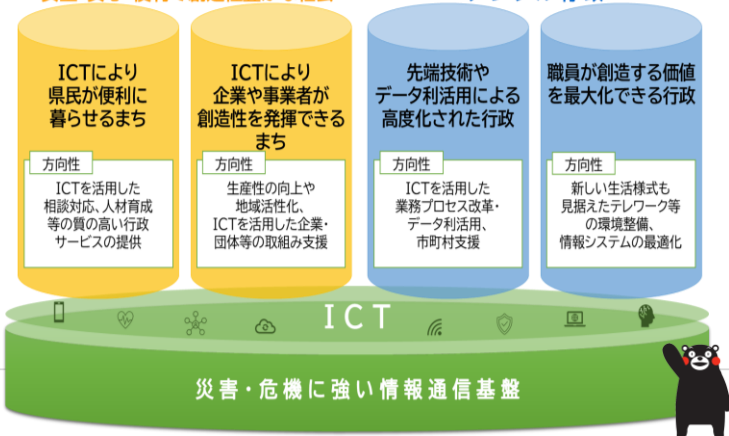 ICTにより
県民が便利に
暮らせるまち
方向性
ICTを活用した
相談対応、人材育成
等の質の高い行政
サービスの提供
ICTにより
企業や事業者が
創造性を発揮できる
まち
方向性
生産性の向上や
地域活性化、
ICTを活用した企業・
団体等の取組み支援
先端技術や
データ利活用による
高度化された行政
方向性
ICTを活用した
業務プロセス改革・
データ利活用、
市町村支援
職員が創造する価値
を最大化できる行政
方向性
新しい生活様式も
見据えたテレワーク等
の環境整備、
情報システムの最適化
ICT
災害・危機に強い情報通信基盤